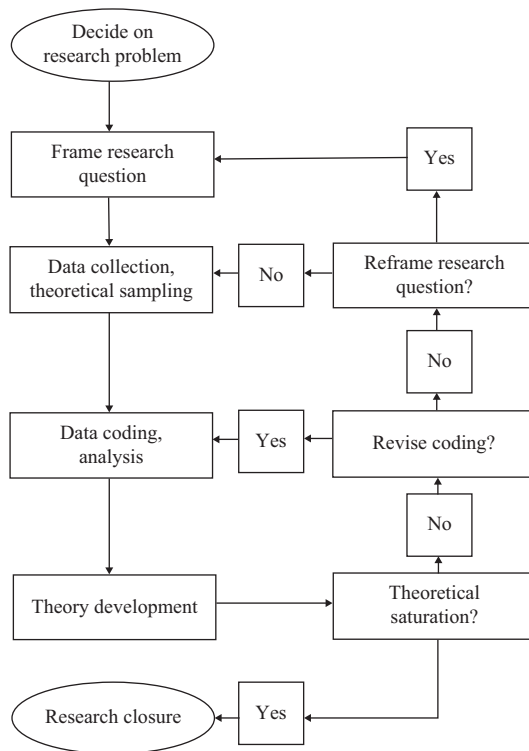 Decide on
research problem
Frame research
question
Yes
Data collection,
theoretical sampling
No
Reframe research
question?
No
Data coding,
analysis
Yes
Revise coding?
No
Theory development
Theoretical
saturation?
Research closure
Yes